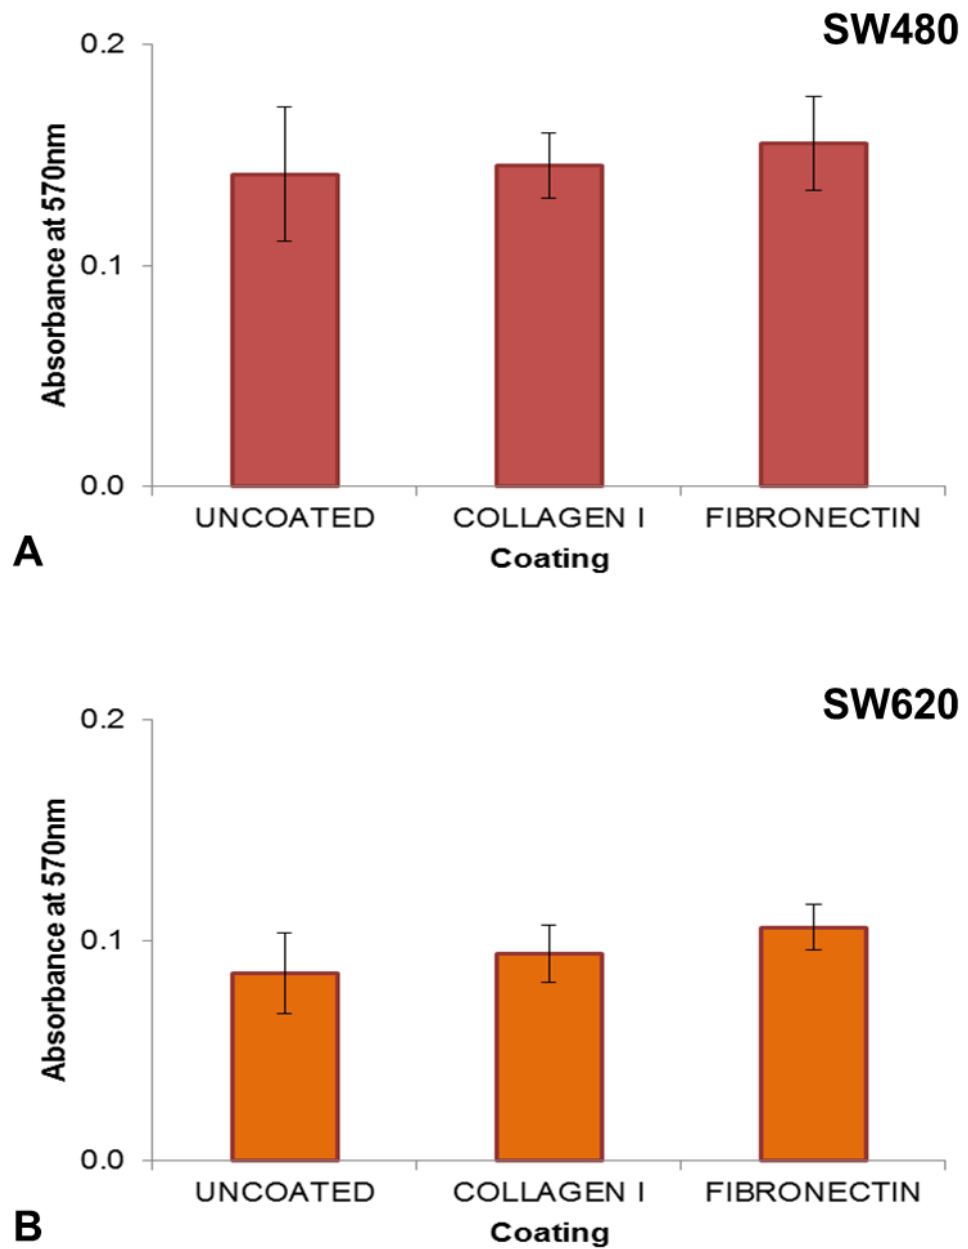 SW480
0.2
0.1
0.0
Absorbance at 570nm
UNCOATED
COLLAGEN I
FIBRONECTIN
Coating
A
SW620
0.2
0.1
0.0
Absorbance at 570nm
UNCOATED
COLLAGEN I
FIBRONECTIN
Coating
B